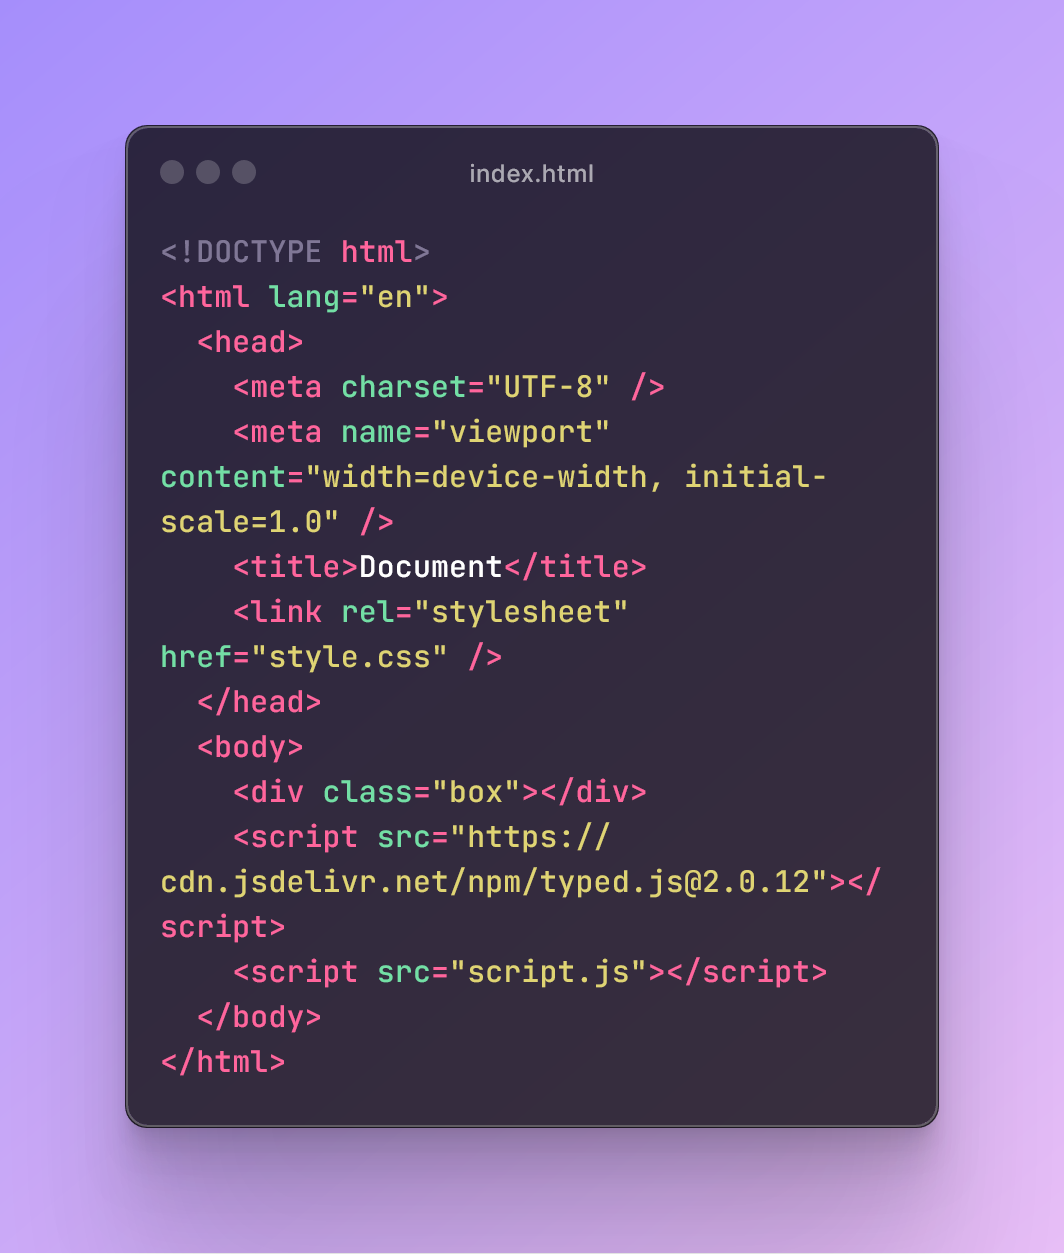 index.html
<!DOCTYPE html>
<html lang="en">
  <head>
    <meta charset="UTF-8" />
    <meta name="viewport"
content="width=device-width, initial-
scale=1.0" />
    <title>Document</title>
    <link rel="stylesheet"
href="style.css" />
  </head>
  <body>
    <div class="box"></div>
    <script src="https://
cdn.jsdelivr.net/npm/typed.js@2.0.12"></
script>
    <script src="script.js"></script>
  </body>
</html>